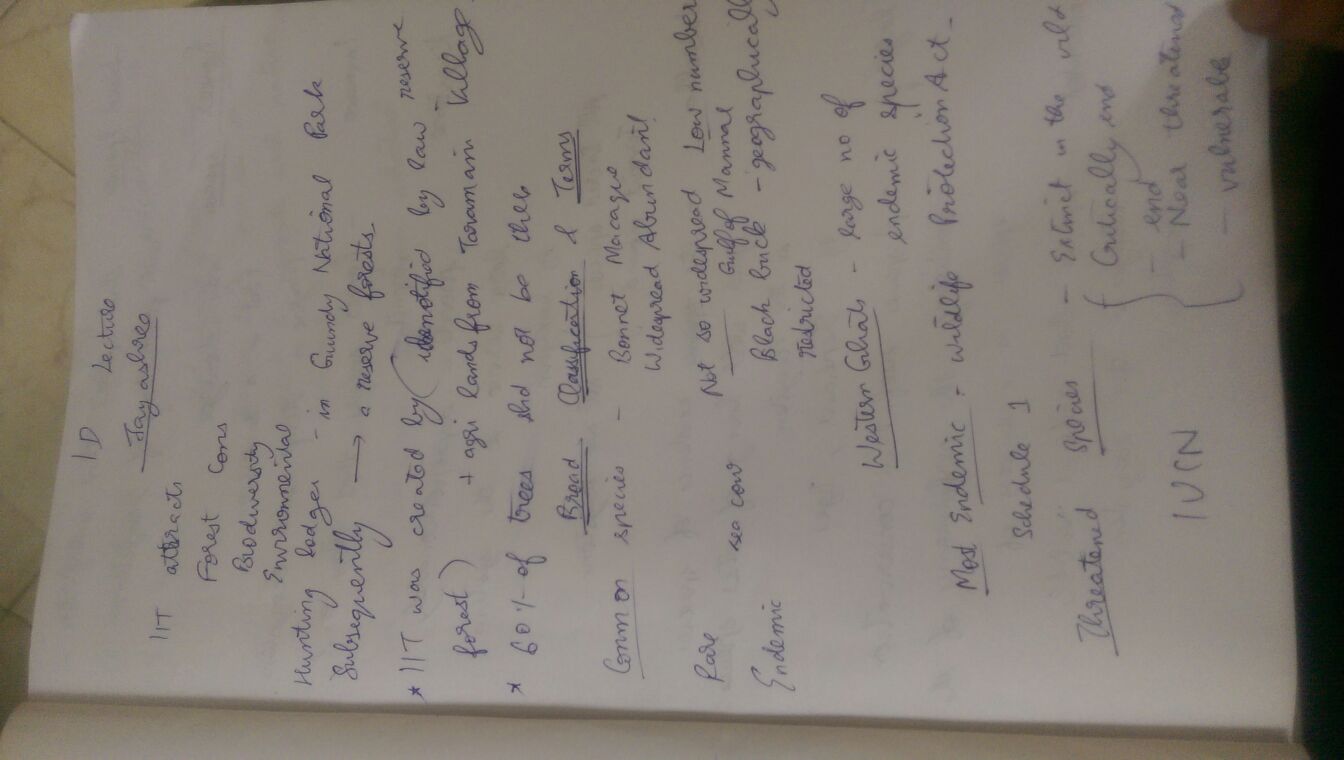 ID Lecture
Jayashree
IIT attracts
Forest Cons
Biodiversity
Environmental
Hunting lodges - in Guindy National Park
Subsequently → a reserve forests.
* IIT was created by (identified by law reserve
forest) + agri lands from Taramani Village.
* 60% of trees shd not be there
Broad Classification & Terms
Common species - Bonnet Macaque
Widespread Abundant.
Rare Not so widespread Low number
sea cow Gulf of Mannar
Endemic Black buck - geographically
restricted
Western Ghats - large no of
endemic species
Most Endemic - wildlife Protection Act.
Schedule 1
Threatened species - Extinct in the wild
{ Critically end
- end
IUCN { - Near threatened
- vulnerable